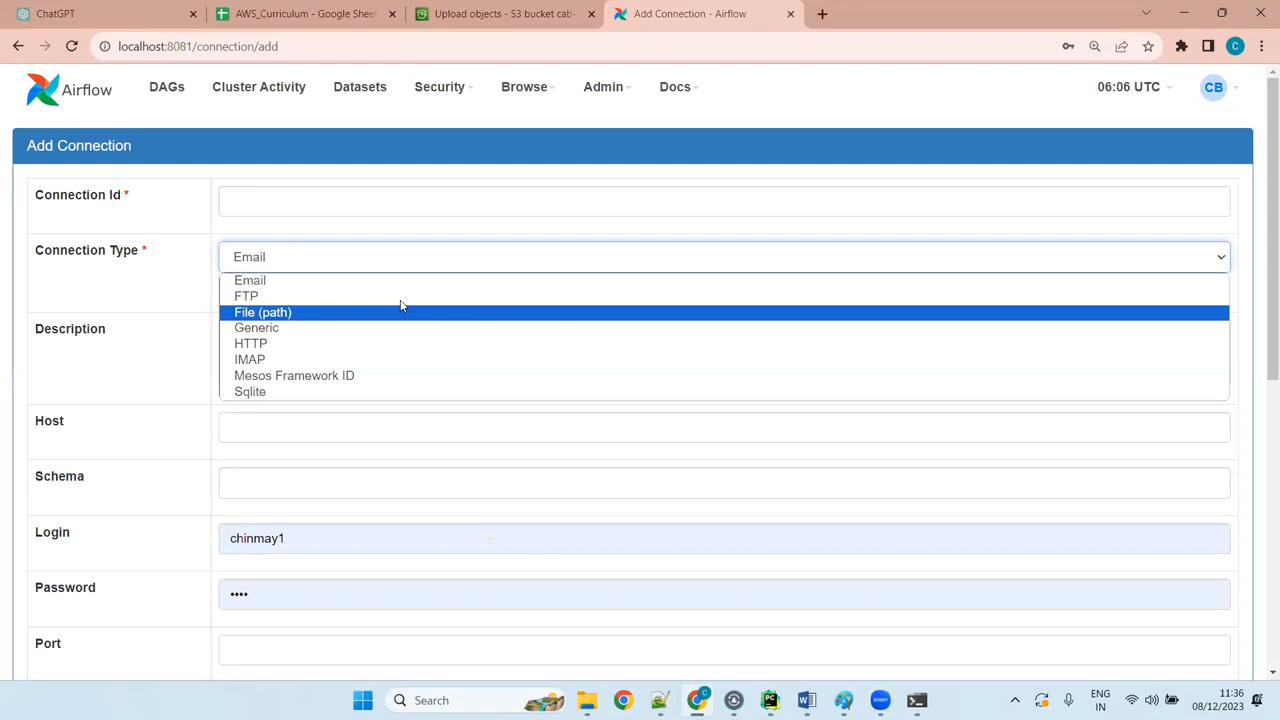 ChatGPT
AWS_Curriculum - Google Sheet
Upload objects - S3 bucket cab-
Add Connection - Airflow
localhost:8081/connection/add
C
Airflow
DAGs
Cluster Activity
Datasets
Security
Browse
Admin
Docs
06:06 UTC
CB
Add Connection
Connection Id *
Connection Type *
Email
Email
FTP
File (path)
Generic
HTTP
IMAP
Mesos Framework ID
Sqlite
Description
Host
Schema
Login
chinmay1
Password
••••
Port
Search
ENG
IN
11:36
08/12/2023